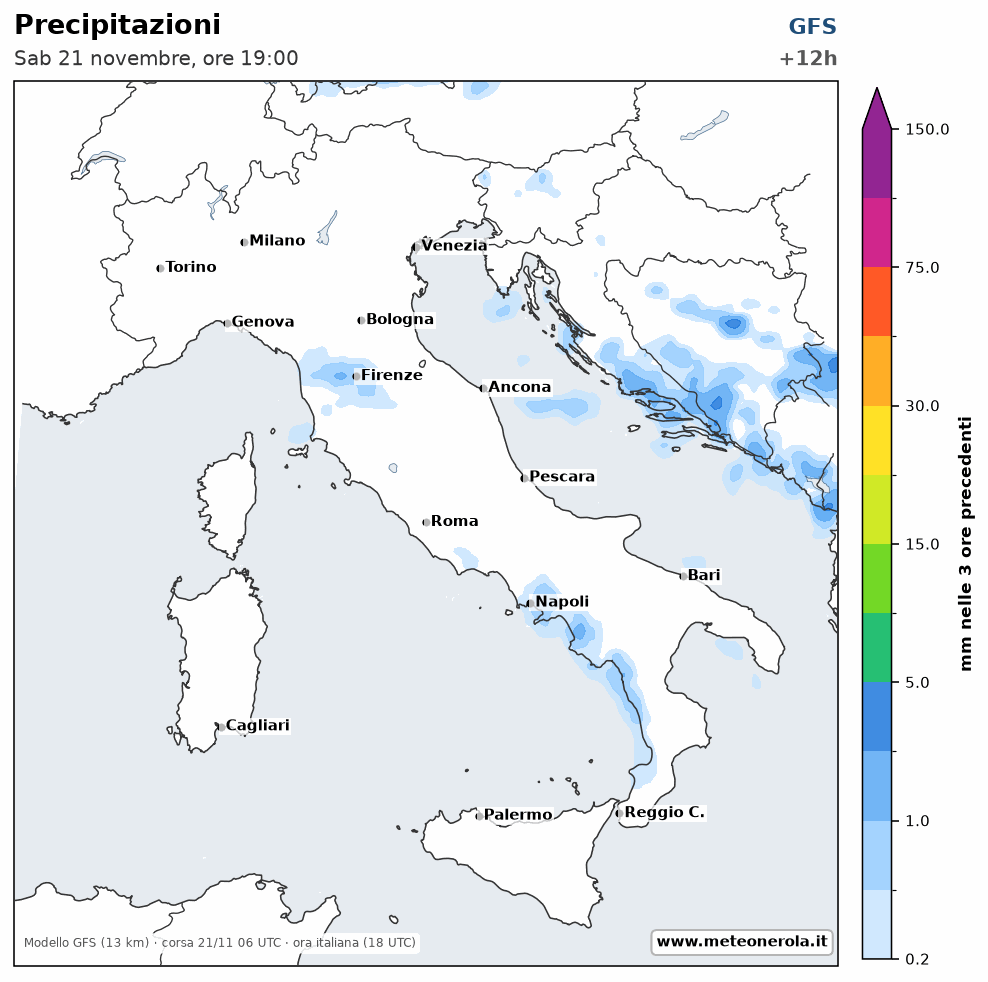 Precipitazioni
GFS
Sab 21 novembre, ore 19:00
+12h
150.0
75.0
30.0
15.0
5.0
1.0
0.2
mm nelle 3 ore precedenti
Milano
Venezia
Torino
Genova
Bologna
Firenze
Ancona
Pescara
Roma
Bari
Napoli
Cagliari
Palermo
Reggio C.
Modello GFS (13 km) · corsa 21/11 06 UTC · ora italiana (18 UTC)
www.meteonerola.it